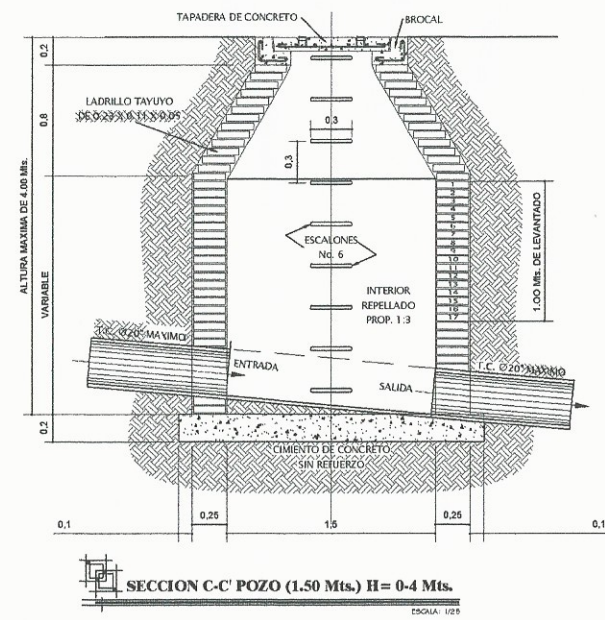 TAPADERA DE CONCRETO
BROCAL
0,2
LADRILLO TAYUYO
DE 0.23 X 0.11 X 0.05
0,3
0,8
0,3
ALTURA MAXIMA DE 4.00 Mts.
1
2
3
4
5
6
7
8
9
10
11
12
13
14
15
16
17
1.00 Mts. DE LEVANTADO
ESCALONES
No. 6
VARIABLE
INTERIOR
REPELLADO
PROP. 1:3
T.C. Ø20" MAXIMO
ENTRADA
T.C. Ø20" MAXIMO
SALIDA
0,2
CIMIENTO DE CONCRETO
SIN REFUERZO
0,1
0,25
1,5
0,25
0,1
SECCION C-C' POZO (1.50 Mts.) H= 0-4 Mts.
ESCALA: 1/25